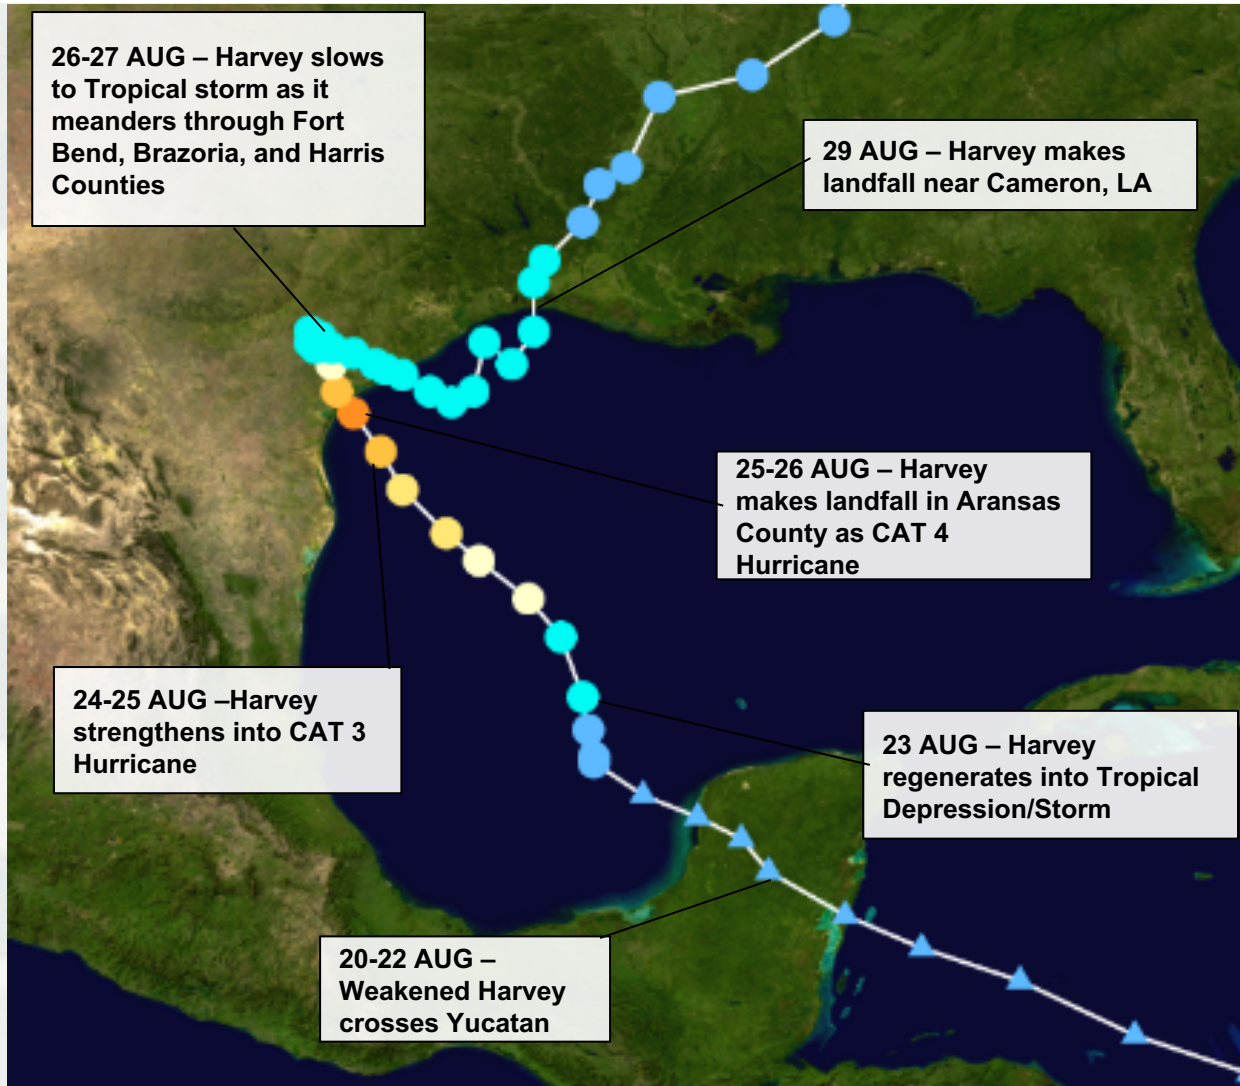 26-27 AUG – Harvey slows
to Tropical storm as it
meanders through Fort
Bend, Brazoria, and Harris
Counties
29 AUG – Harvey makes
landfall near Cameron, LA
25-26 AUG – Harvey
makes landfall in Aransas
County as CAT 4
Hurricane
24-25 AUG –Harvey
strengthens into CAT 3
Hurricane
23 AUG – Harvey
regenerates into Tropical
Depression/Storm
20-22 AUG –
Weakened Harvey
crosses Yucatan